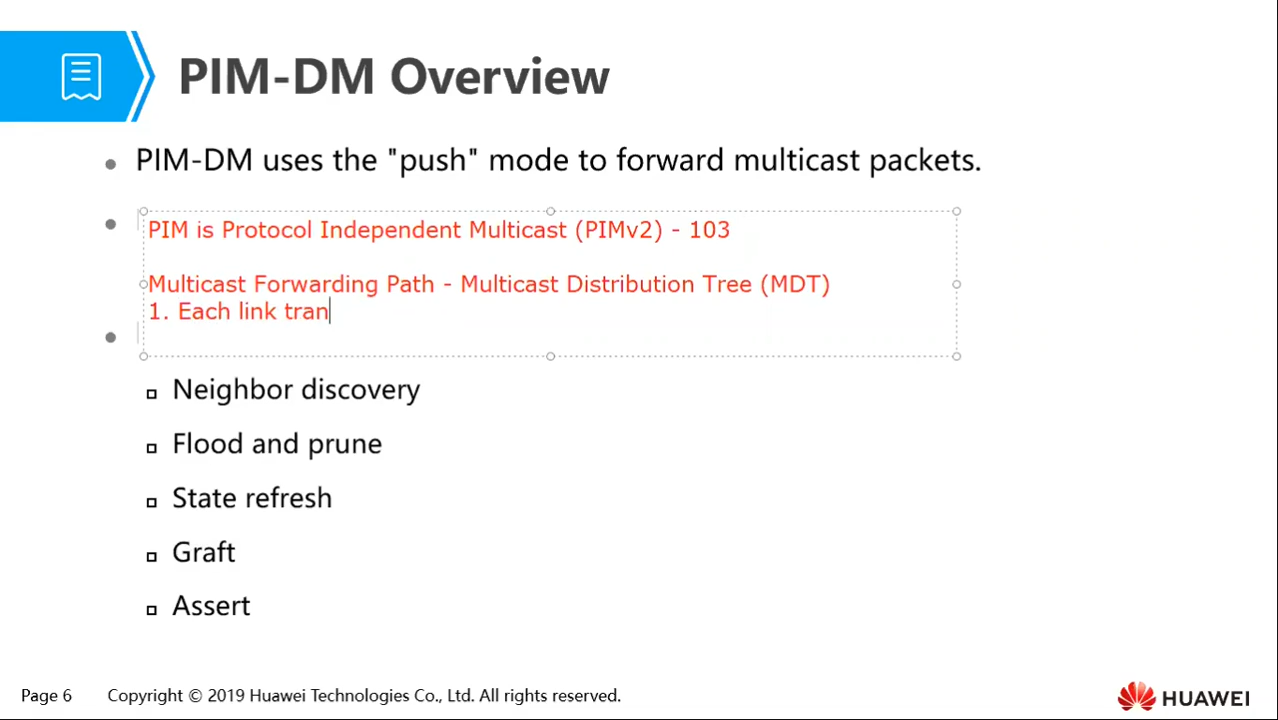 PIM-DM Overview
PIM-DM uses the "push" mode to forward multicast packets.
PIM is Protocol Independent Multicast (PIMv2) - 103
Multicast Forwarding Path - Multicast Distribution Tree (MDT)
1. Each link tran
Neighbor discovery
Flood and prune
State refresh
Graft
Assert
Page 6 Copyright © 2019 Huawei Technologies Co., Ltd. All rights reserved.
HUAWEI